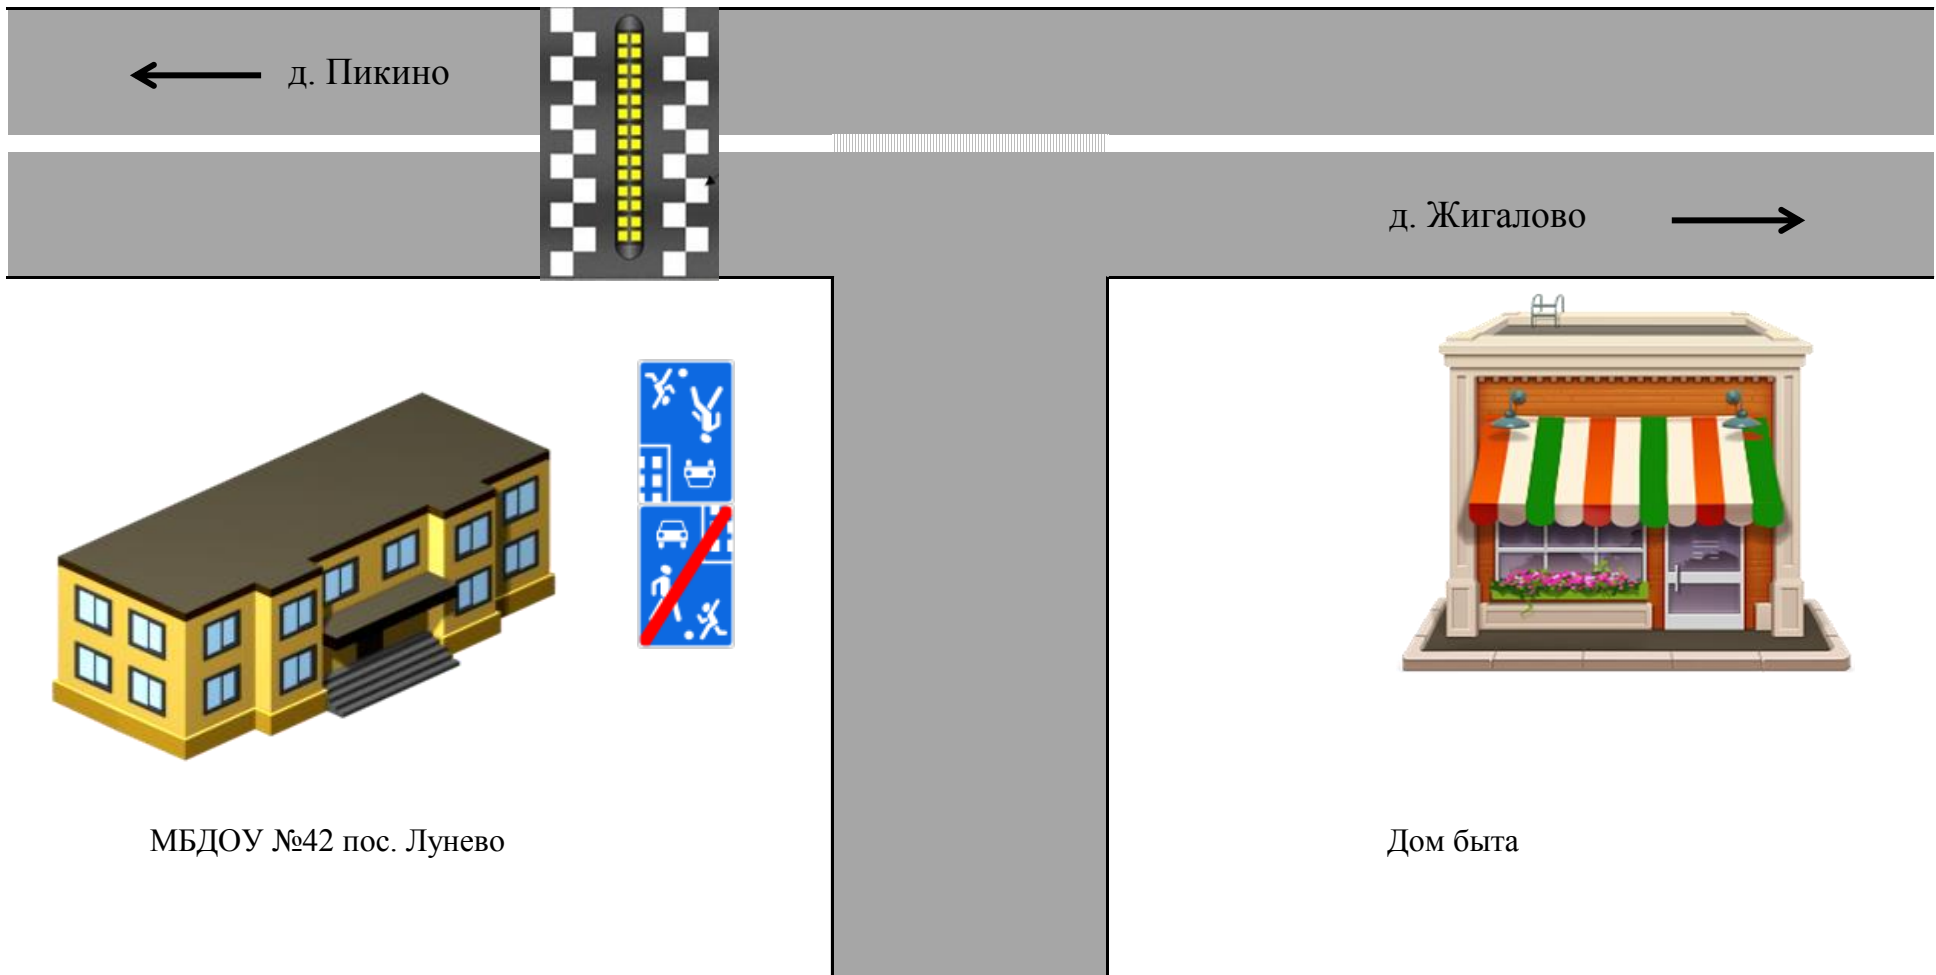 д. Пикино
д. Жигалово
МБДОУ №42 пос. Лунево
Дом быта